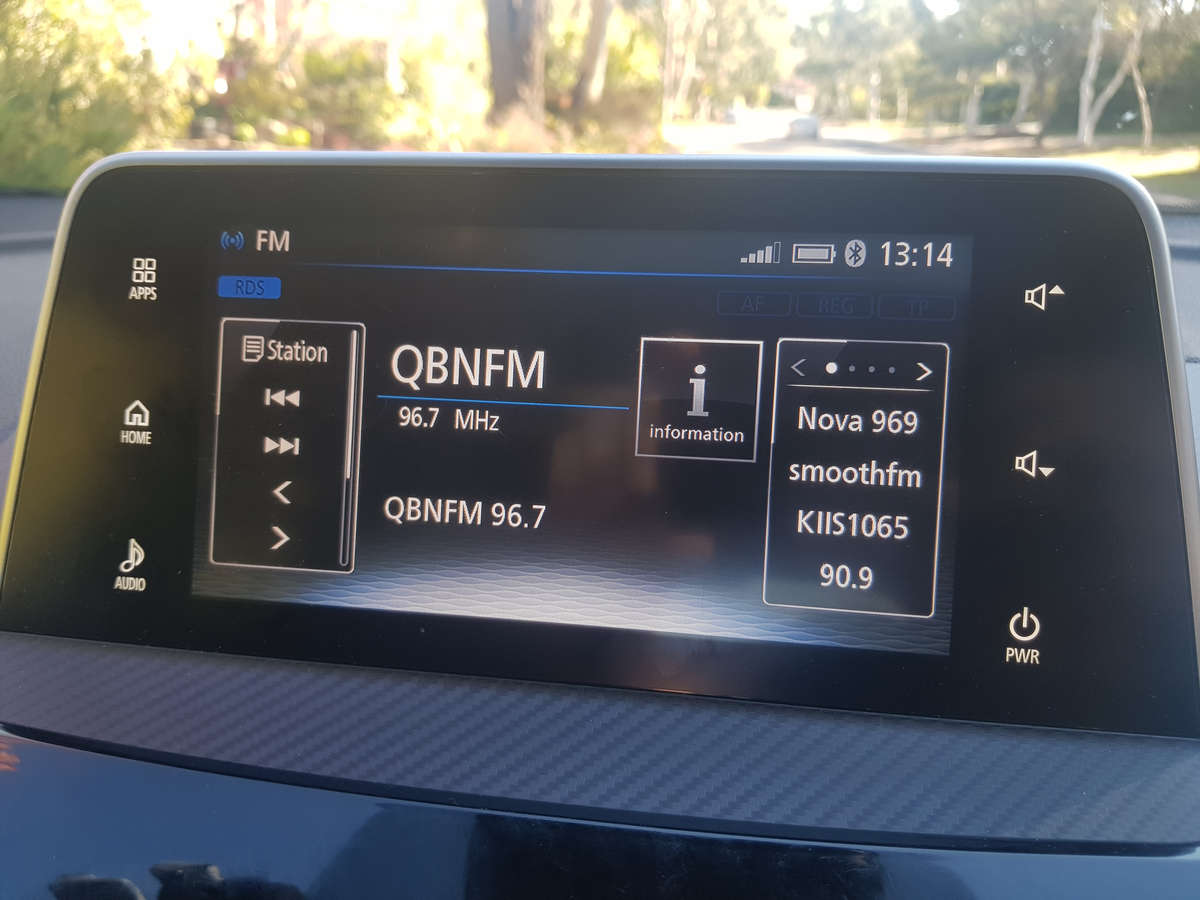 FM
13:14
RDS
AF REG TP
APPS
HOME
AUDIO
Station
QBNFM
96.7 MHz
QBNFM 96.7
i
information
Nova 969
smoothfm
KIIS1065
90.9
PWR